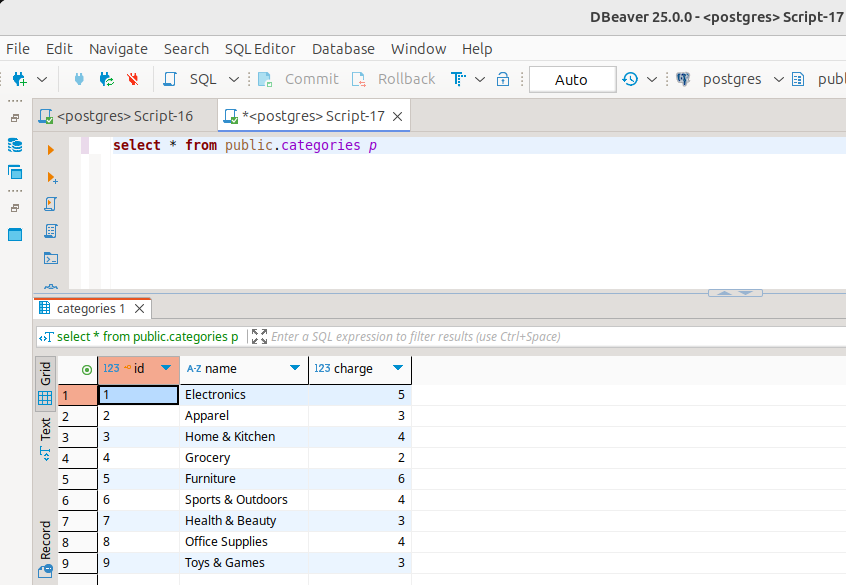 DBeaver 25.0.0 - <postgres> Script-17
File Edit Navigate Search SQL Editor Database Window Help
SQL Commit Rollback Auto postgres publ
<postgres> Script-16 *<postgres> Script-17
select * from public.categories p
categories 1
select * from public.categories p Enter a SQL expression to filter results (use Ctrl+Space)
Grid
Text
Record
123 id A-Z name 123 charge
1 1 Electronics 5
2 2 Apparel 3
3 3 Home & Kitchen 4
4 4 Grocery 2
5 5 Furniture 6
6 6 Sports & Outdoors 4
7 7 Health & Beauty 3
8 8 Office Supplies 4
9 9 Toys & Games 3